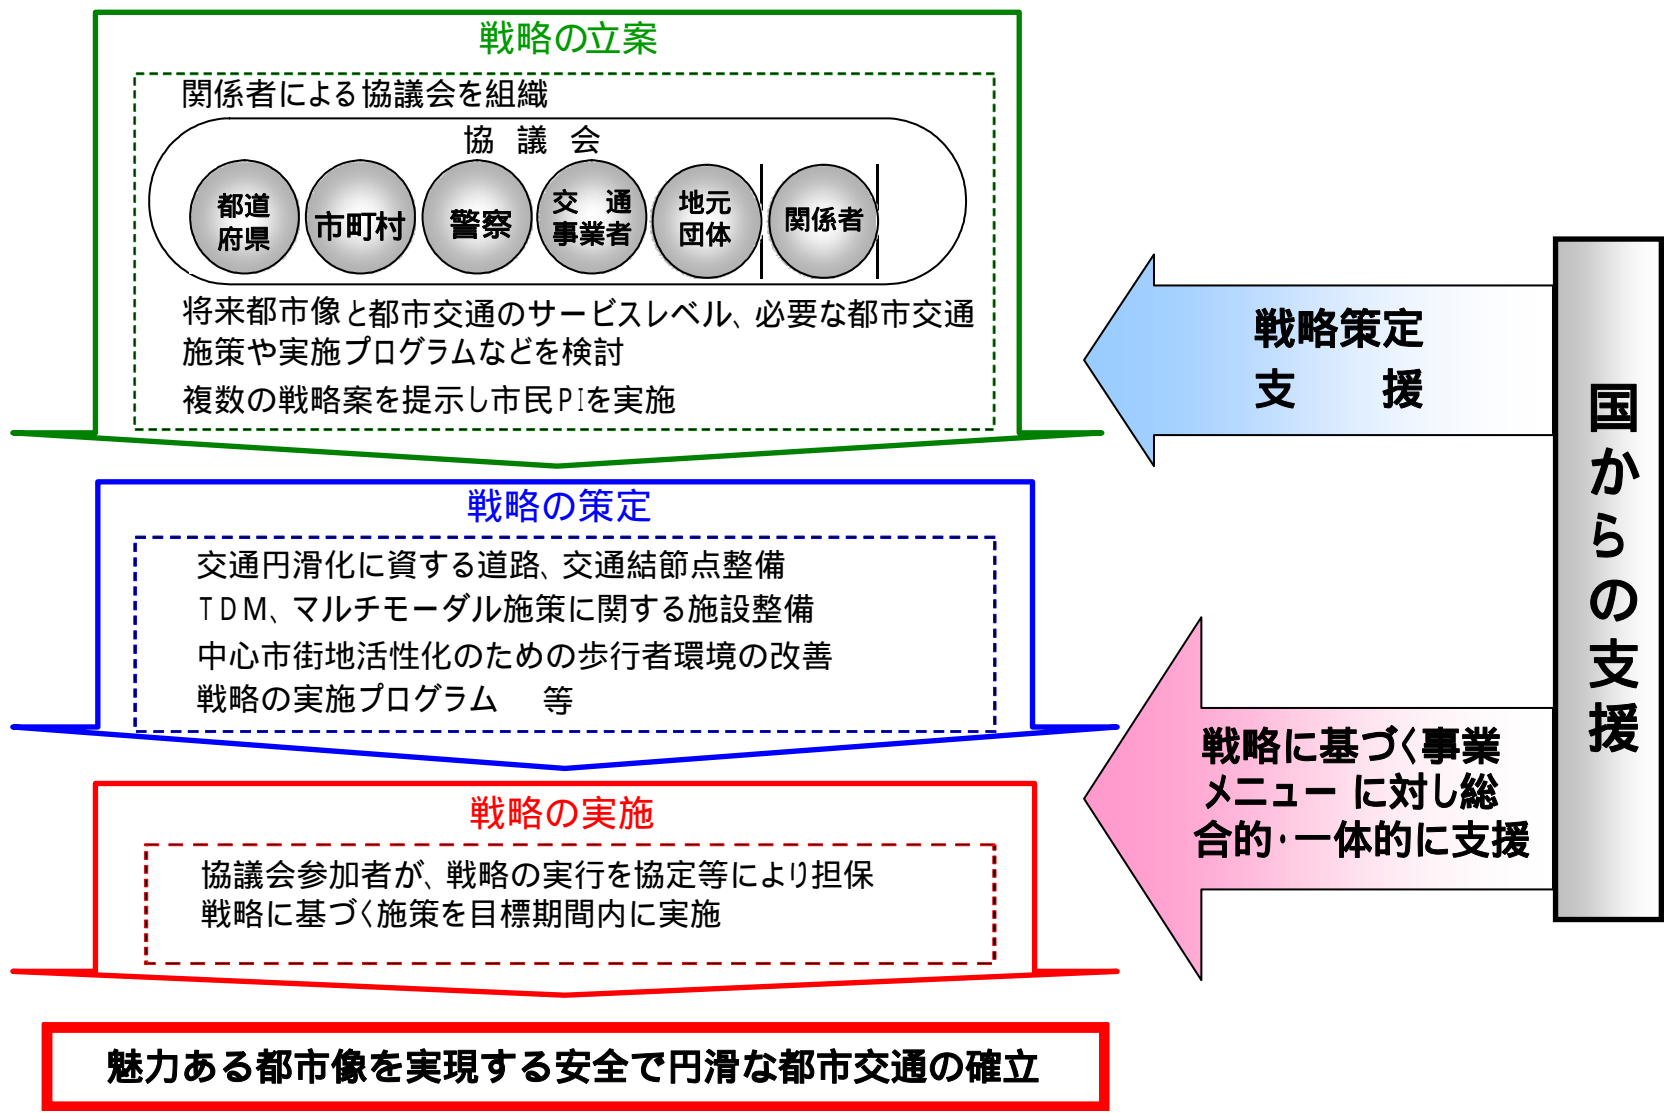 戦略の立案
関係者による協議会を組織
協 議 会
都道
府県
市町村
警察
交 通
事業者
地元
団体
関係者
将来都市像と都市交通のサービスレベル、必要な都市交通
施策や実施プログラムなどを検討
複数の戦略案を提示し市民PIを実施
戦略の策定
交通円滑化に資する道路、交通結節点整備
TDM、マルチモーダル施策に関する施設整備
中心市街地活性化のための歩行者環境の改善
戦略の実施プログラム 等
戦略の実施
協議会参加者が、戦略の実行を協定等により担保
戦略に基づく施策を目標期間内に実施
魅力ある都市像を実現する安全で円滑な都市交通の確立
戦略策定
支 援
戦略に基づく事業
メニューに対し総
合的・一体的に支援
国からの支援